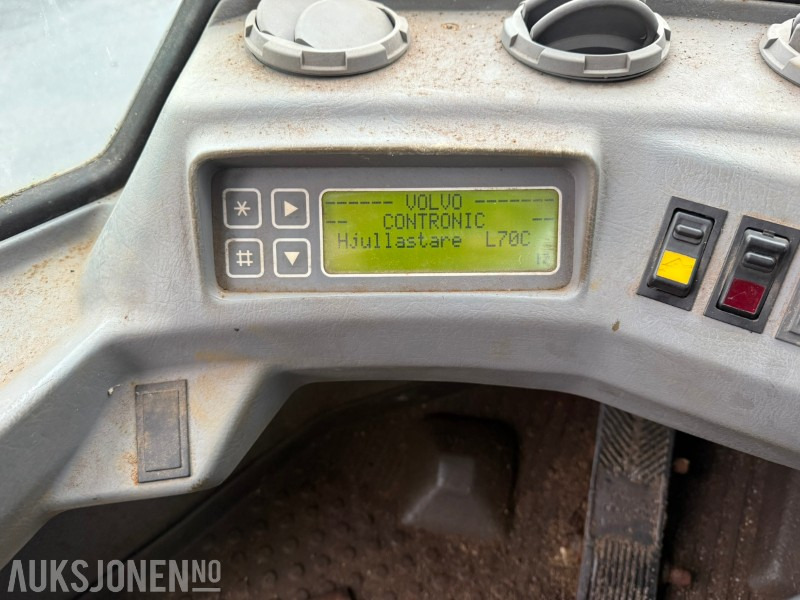 ------ VOLVO ------
-- CONTRONIC --
Hjullastare L70C
AUKSJONEN.NO